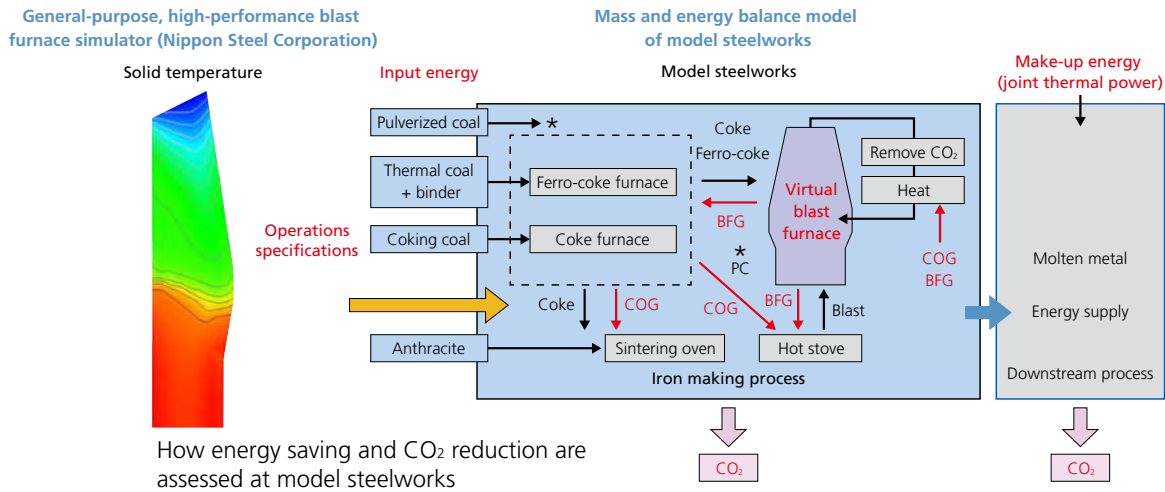 General-purpose, high-performance blast
furnace simulator (Nippon Steel Corporation)
Solid temperature
Operations
specifications
Mass and energy balance model
of model steelworks
Input energy
Model steelworks
Pulverized coal
*
Thermal coal
+ binder
Coking coal
Anthracite
Ferro-coke furnace
Coke furnace
Coke
Ferro-coke
BFG
Virtual
blast
furnace
Remove CO₂
Heat
COG
BFG
*
PC
Coke
COG
COG
BFG
Blast
Sintering oven
Hot stove
Iron making process
CO₂
Make-up energy
(joint thermal power)
Molten metal
Energy supply
Downstream process
CO₂
How energy saving and CO₂ reduction are
assessed at model steelworks